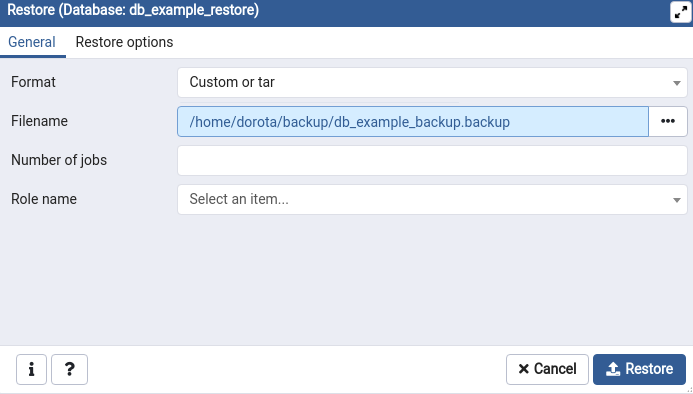 Restore (Database: db_example_restore)
General Restore options
Format Custom or tar
Filename /home/dorota/backup/db_example_backup.backup •••
Number of jobs
Role name Select an item...
i ? Cancel Restore